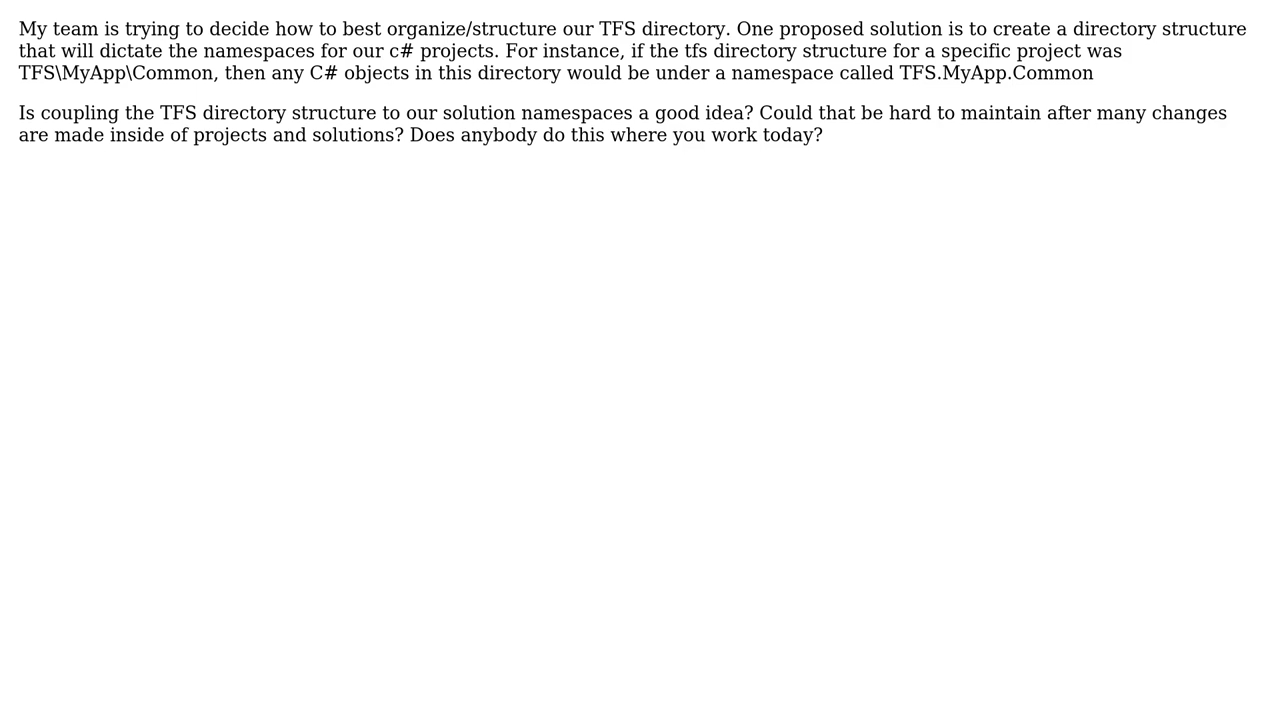 My team is trying to decide how to best organize/structure our TFS directory. One proposed solution is to create a directory structure
that will dictate the namespaces for our c# projects. For instance, if the tfs directory structure for a specific project was
TFS\MyApp\Common, then any C# objects in this directory would be under a namespace called TFS.MyApp.Common
Is coupling the TFS directory structure to our solution namespaces a good idea? Could that be hard to maintain after many changes
are made inside of projects and solutions? Does anybody do this where you work today?